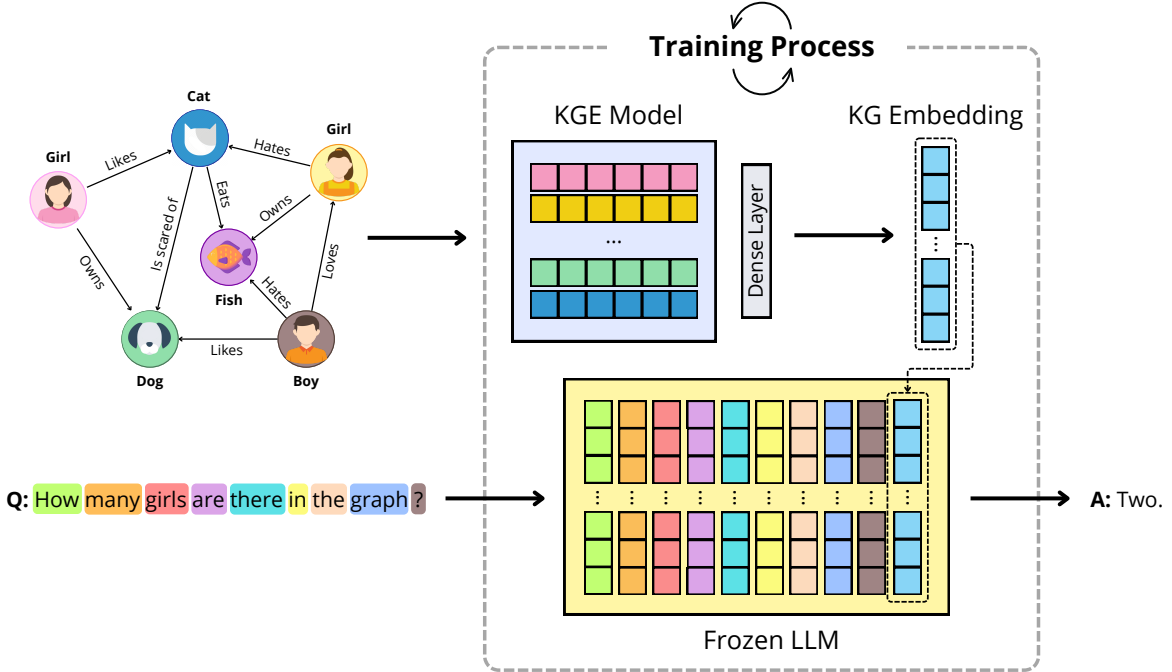 Training Process
KGE Model
KG Embedding
Cat
Girl
Girl
Likes
Hates
Eats
Owns
Is scared of
Owns
Loves
Fish
Hates
Likes
Dog
Boy
...
Dense Layer
Q: How many girls are there in the graph ?
A: Two.
Frozen LLM